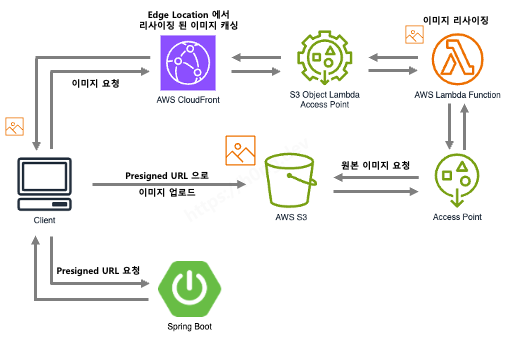 Edge Location 에서
리사이징 된 이미지 캐싱
이미지 리사이징
이미지 요청
AWS CloudFront
S3 Object Lambda
Access Point
AWS Lambda Function
Presigned URL 으로
이미지 업로드
원본 이미지 요청
Client
AWS S3
Access Point
Presigned URL 요청
Spring Boot